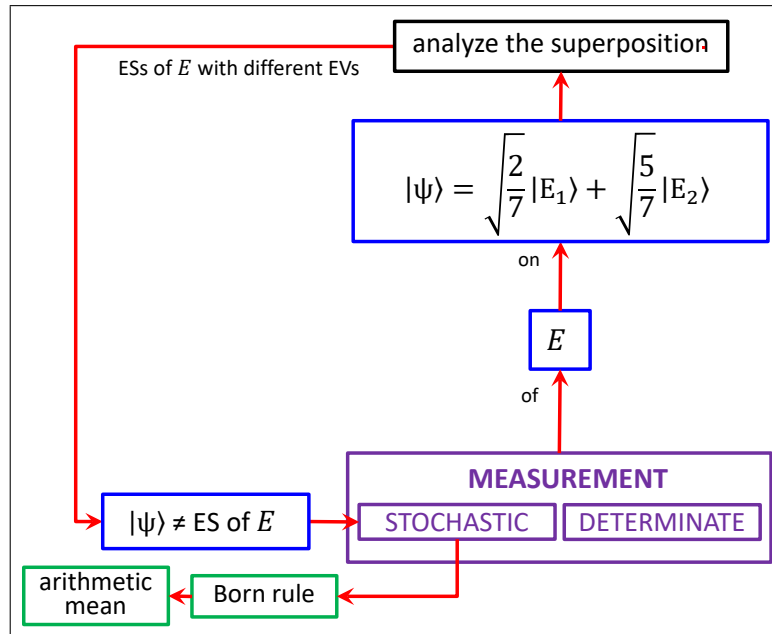 analyze the superposition.
ESs of E with different EVs
|ψ⟩ = √(2/7) |E₁⟩ + √(5/7) |E₂⟩
on
E
of
MEASUREMENT
|ψ⟩ ≠ ES of E
STOCHASTIC
DETERMINATE
arithmetic
mean
Born rule